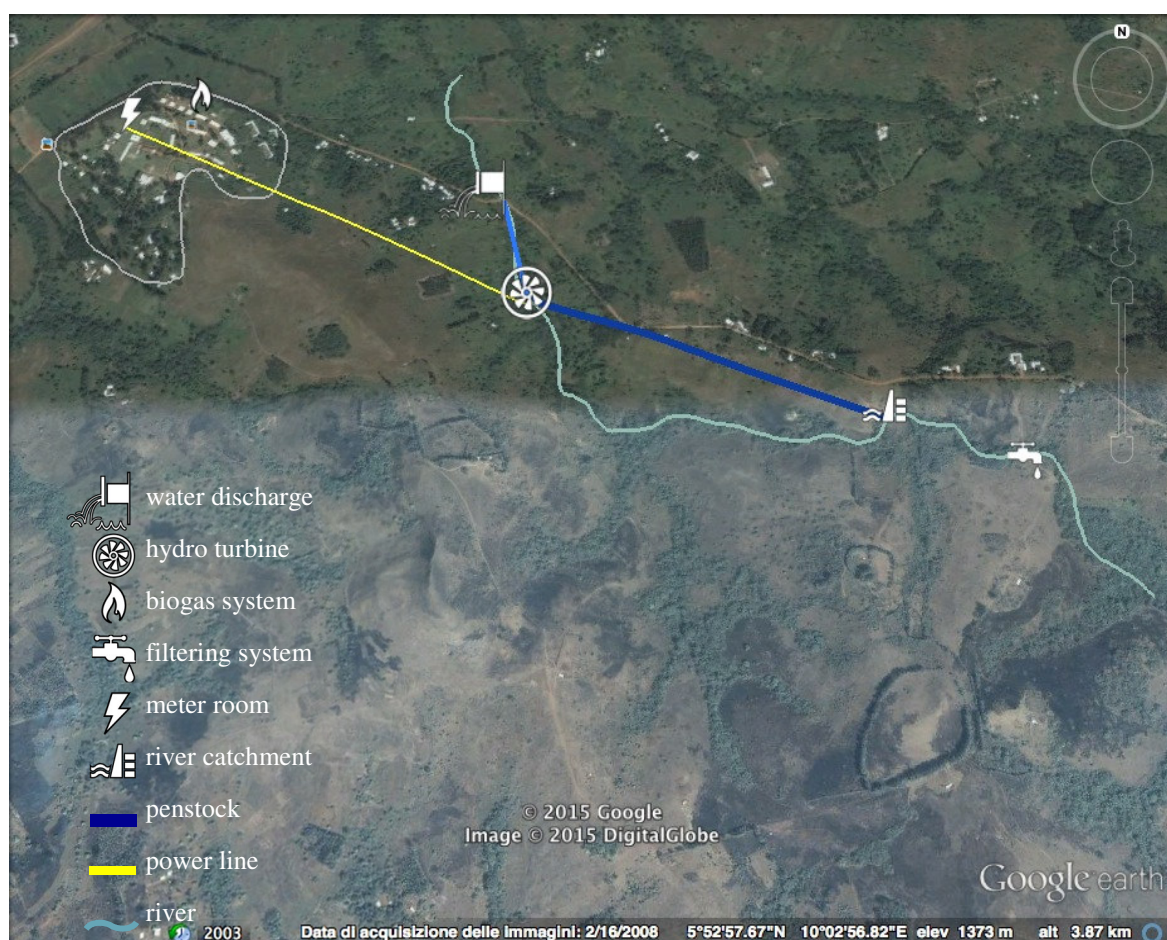 N
water discharge
hydro turbine
biogas system
filtering system
meter room
river catchment
penstock
power line
river
© 2015 Google
Image © 2015 DigitalGlobe
Google earth
2003 Data di acquisizione delle immagini: 2/16/2008 5°52'57.67"N 10°02'56.82"E elev 1373 m alt 3.87 km